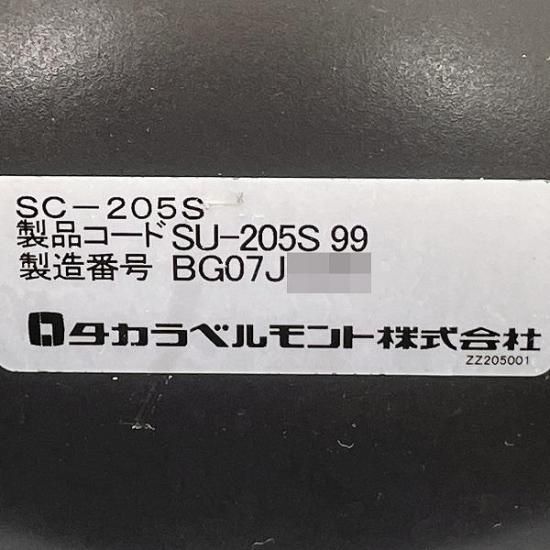 SC-205S
製品コード SU-205S 99
製造番号 BG07J
タカラベルモント株式会社
ZZ205001